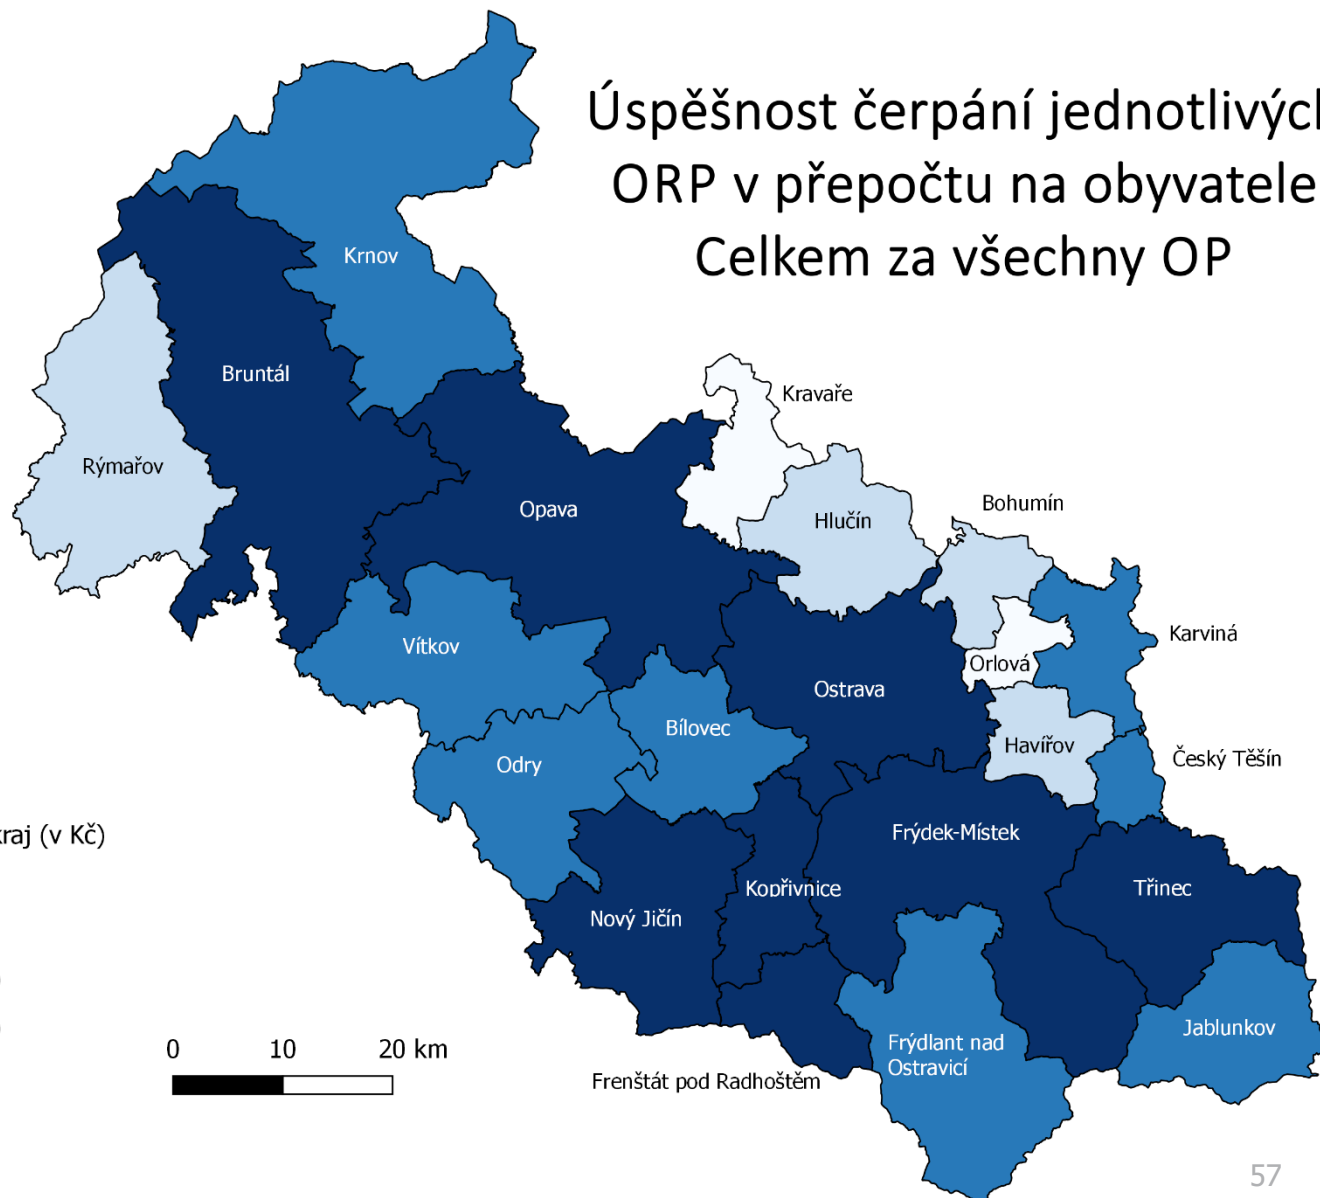 Úspěšnost čerpání jednotlivých
ORP v přepočtu na obyvatele
Celkem za všechny OP
Krnov
Bruntál
Kravaře
Rýmařov
Opava
Hlučín
Bohumín
Karviná
Vítkov
Orlová
Ostrava
Bílovec
Havířov
Český Těšín
Odry
kraj (v Kč)
Frýdek-Místek
Kopřivnice
Třinec
Nový Jičín
Jablunkov
0 10 20 km
Frýdlant nad
Ostravicí
Frenštát pod Radhoštěm
57